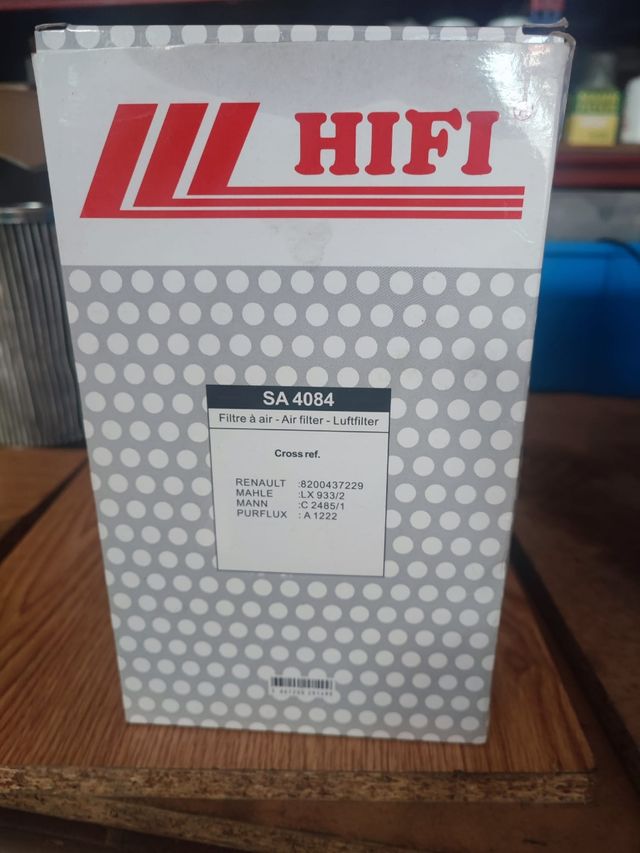 HIFI
SA 4084
Filtre à air - Air filter - Luftfilter
Cross ref.
RENAULT :8200437229
MAHLE :LX 933/2
MANN :C 2485/1
PURFLUX : A 1222